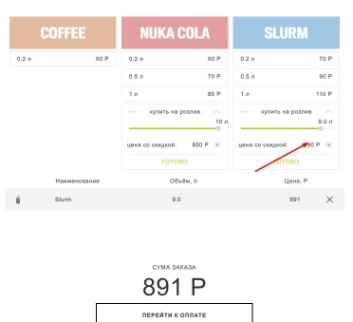 COFFEE
0.2 л 50 Р
NUKA COLA
0.2 л 50 Р
0.5 л 70 Р
1 л 85 Р
купить на розлив
10 л
цена со скидкой:
ГОТОВО
SLURM
0.2 л 70 Р
0.5 л 90 Р
1 л 110 Р
купить на розлив
9.0 л
цена со скидкой:
ГОТОВО
Наименование Объём, л Цена, Р
Slurm 9.0 891
СУМА ЗАКАЗА
891 Р
ПЕРЕЙТИ К ОПЛАТЕ